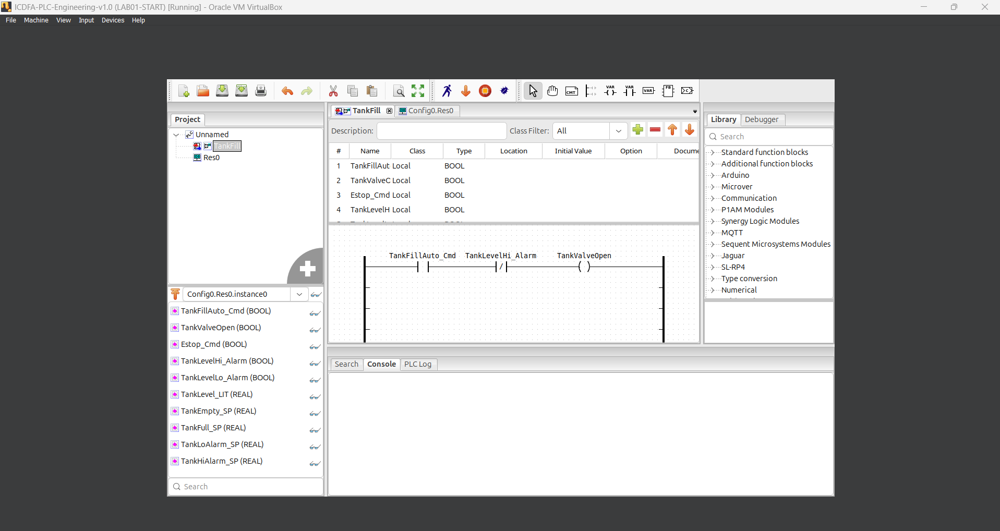 ICDFA-PLC-Engineering-v1.0 (LAB01-START) [Running] - Oracle VM VirtualBox
File Machine View Input Devices Help
CMT VAR VAR VAR FB >C>
Project
Unnamed
TankFill
Res0
Config0.Res0.instance0
TankFillAuto_Cmd (BOOL)
TankValveOpen (BOOL)
Estop_Cmd (BOOL)
TankLevelHi_Alarm (BOOL)
TankLevelLo_Alarm (BOOL)
TankLevel_LIT (REAL)
TankEmpty_SP (REAL)
TankFull_SP (REAL)
TankLoAlarm_SP (REAL)
TankHiAlarm_SP (REAL)
Search
TankFill Config0.Res0
Description: Class Filter: All
# Name Class Type Location Initial Value Option Docume
1 TankFillAut Local BOOL
2 TankValveC Local BOOL
3 Estop_Cmd Local BOOL
4 TankLevelH Local BOOL
TankFillAuto_Cmd TankLevelHi_Alarm TankValveOpen
Search Console PLC Log
Library Debugger
Search
Standard function blocks
Additional function blocks
Arduino
Microver
Communication
P1AM Modules
Synergy Logic Modules
MQTT
Sequent Microsystems Modules
Jaguar
SL-RP4
Type conversion
Numerical